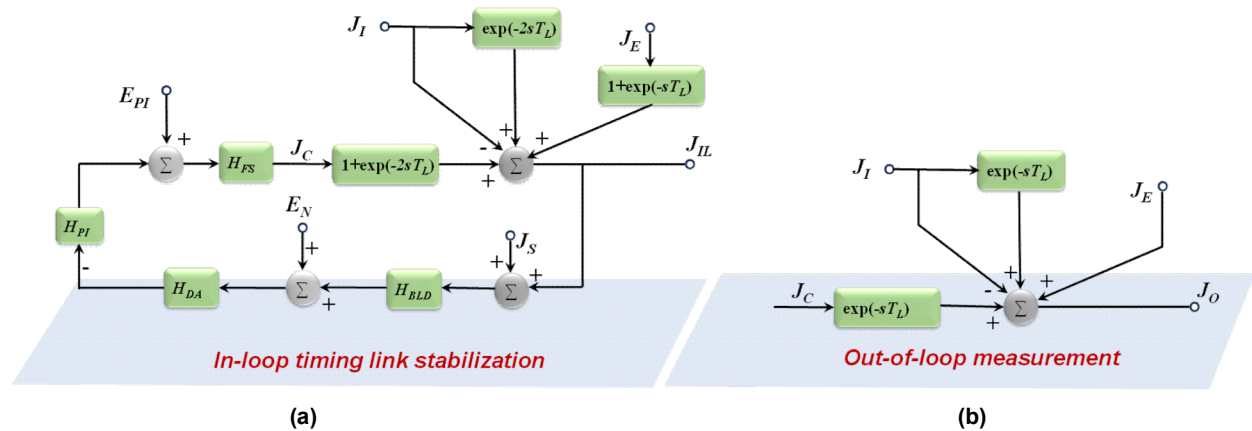 J_I
exp(-2sT_L)
J_E
1+exp(-sT_L)
E_PI
+
Σ
H_FS
J_C
1+exp(-2sT_L)
-
+
+
+
Σ
J_IL
H_PI
-
H_DA
E_N
+
Σ
+
H_BLD
J_S
+
+
Σ
In-loop timing link stabilization
(a)
J_I
exp(-sT_L)
J_E
J_C
exp(-sT_L)
-
+
+
+
Σ
J_O
Out-of-loop measurement
(b)